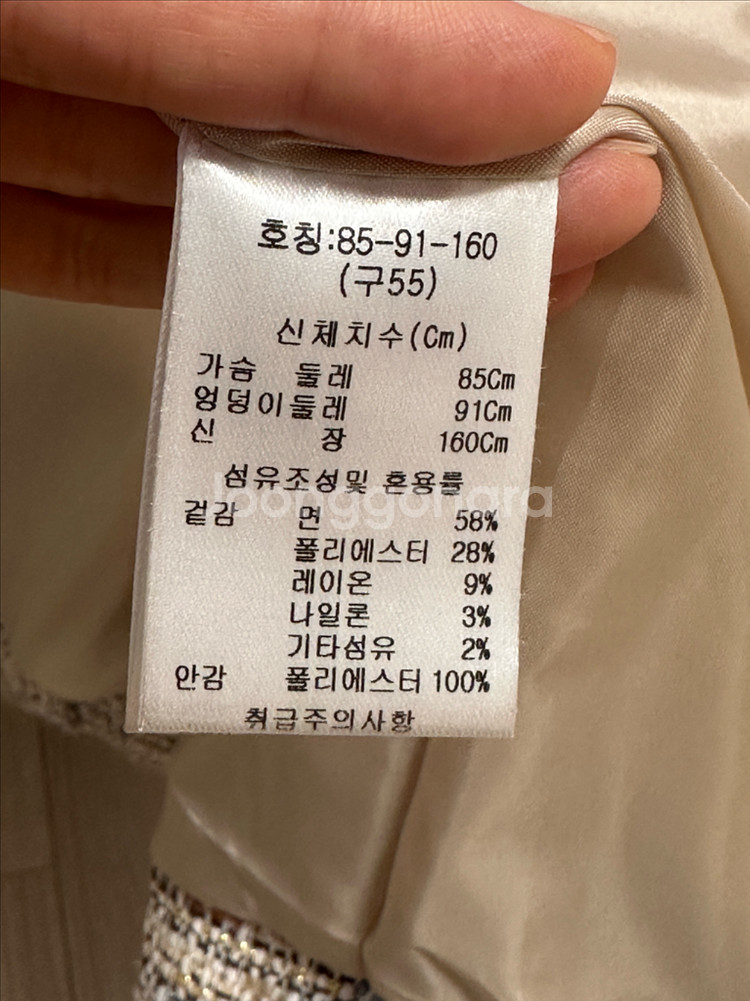 호칭:85-91-160
(구55)
신체치수(Cm)
가슴 둘레 85Cm
엉덩이둘레 91Cm
신 장 160Cm
섬유조성및 혼용률
joonggonara
겉감 면 58%
폴리에스터 28%
레이온 9%
나일론 3%
기타섬유 2%
안감 폴리에스터 100%
취급주의사항